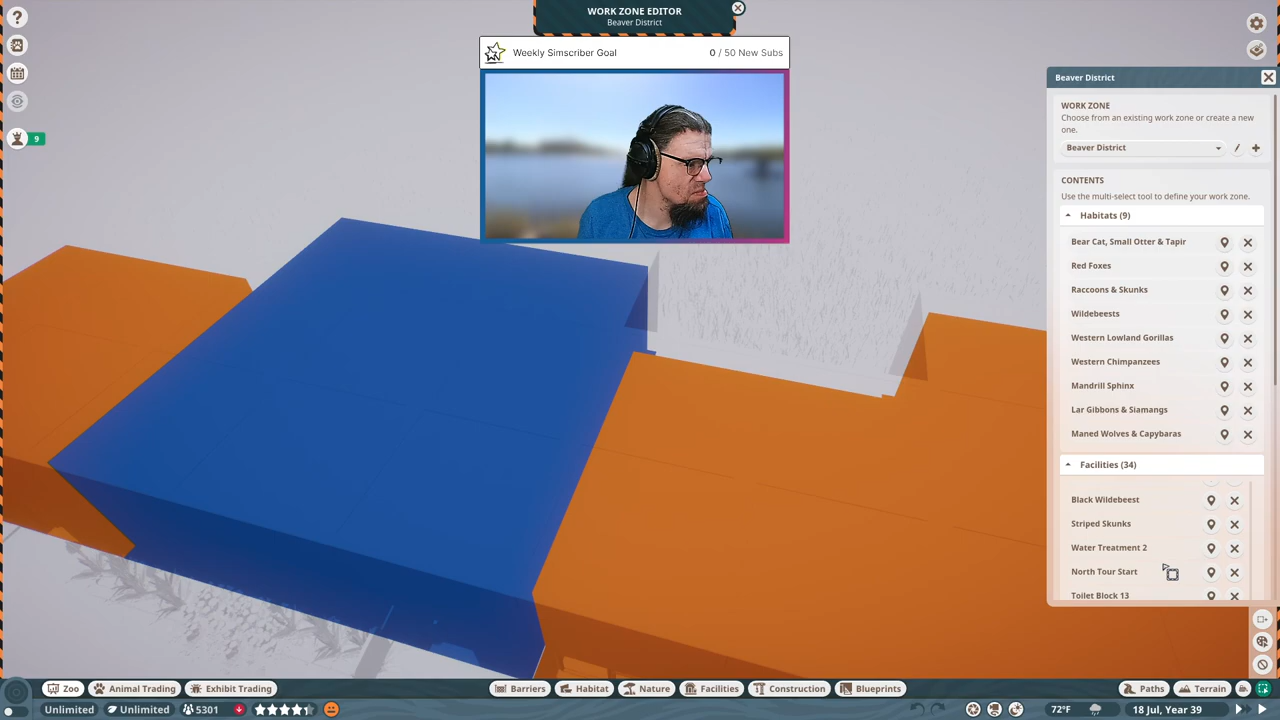 WORK ZONE EDITOR
Beaver District
Weekly Simscriber Goal
0 / 50 New Subs
?
9
Beaver District
WORK ZONE
Choose from an existing work zone or create a new
one.
Beaver District
CONTENTS
Use the multi-select tool to define your work zone.
Habitats (9)
Bear Cat, Small Otter & Tapir
Red Foxes
Raccoons & Skunks
Wildebeests
Western Lowland Gorillas
Western Chimpanzees
Mandrill Sphinx
Lar Gibbons & Siamangs
Maned Wolves & Capybaras
Facilities (34)
Black Wildebeest
Striped Skunks
Water Treatment 2
North Tour Start
Toilet Block 13
Zoo
Animal Trading
Exhibit Trading
Barriers
Habitat
Nature
Facilities
Construction
Blueprints
Paths
Terrain
Unlimited
Unlimited
5301
72°F
18 Jul, Year 39